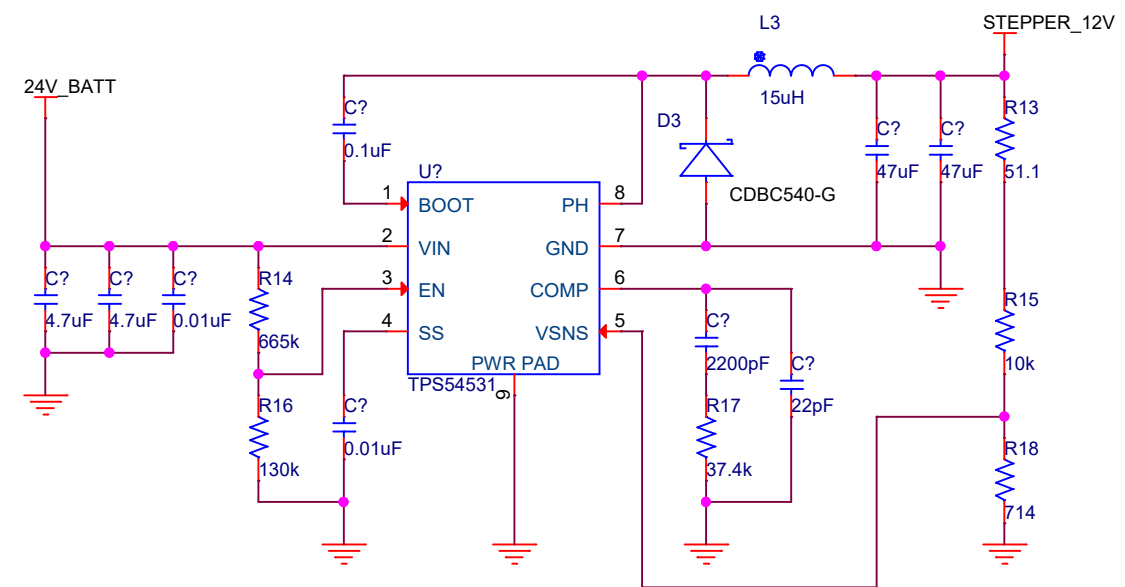 L3
STEPPER_12V
24V_BATT
15uH
C?
0.1uF
D3
C?
47uF
C?
47uF
R13
51.1
CDBC540-G
U?
1
BOOT
PH
8
2
VIN
GND
7
3
EN
COMP
6
4
SS
VSNS
5
PWR PAD
TPS54531
9
C?
4.7uF
C?
4.7uF
C?
0.01uF
R14
665k
R16
130k
C?
0.01uF
C?
2200pF
C?
22pF
R17
37.4k
R15
10k
R18
714